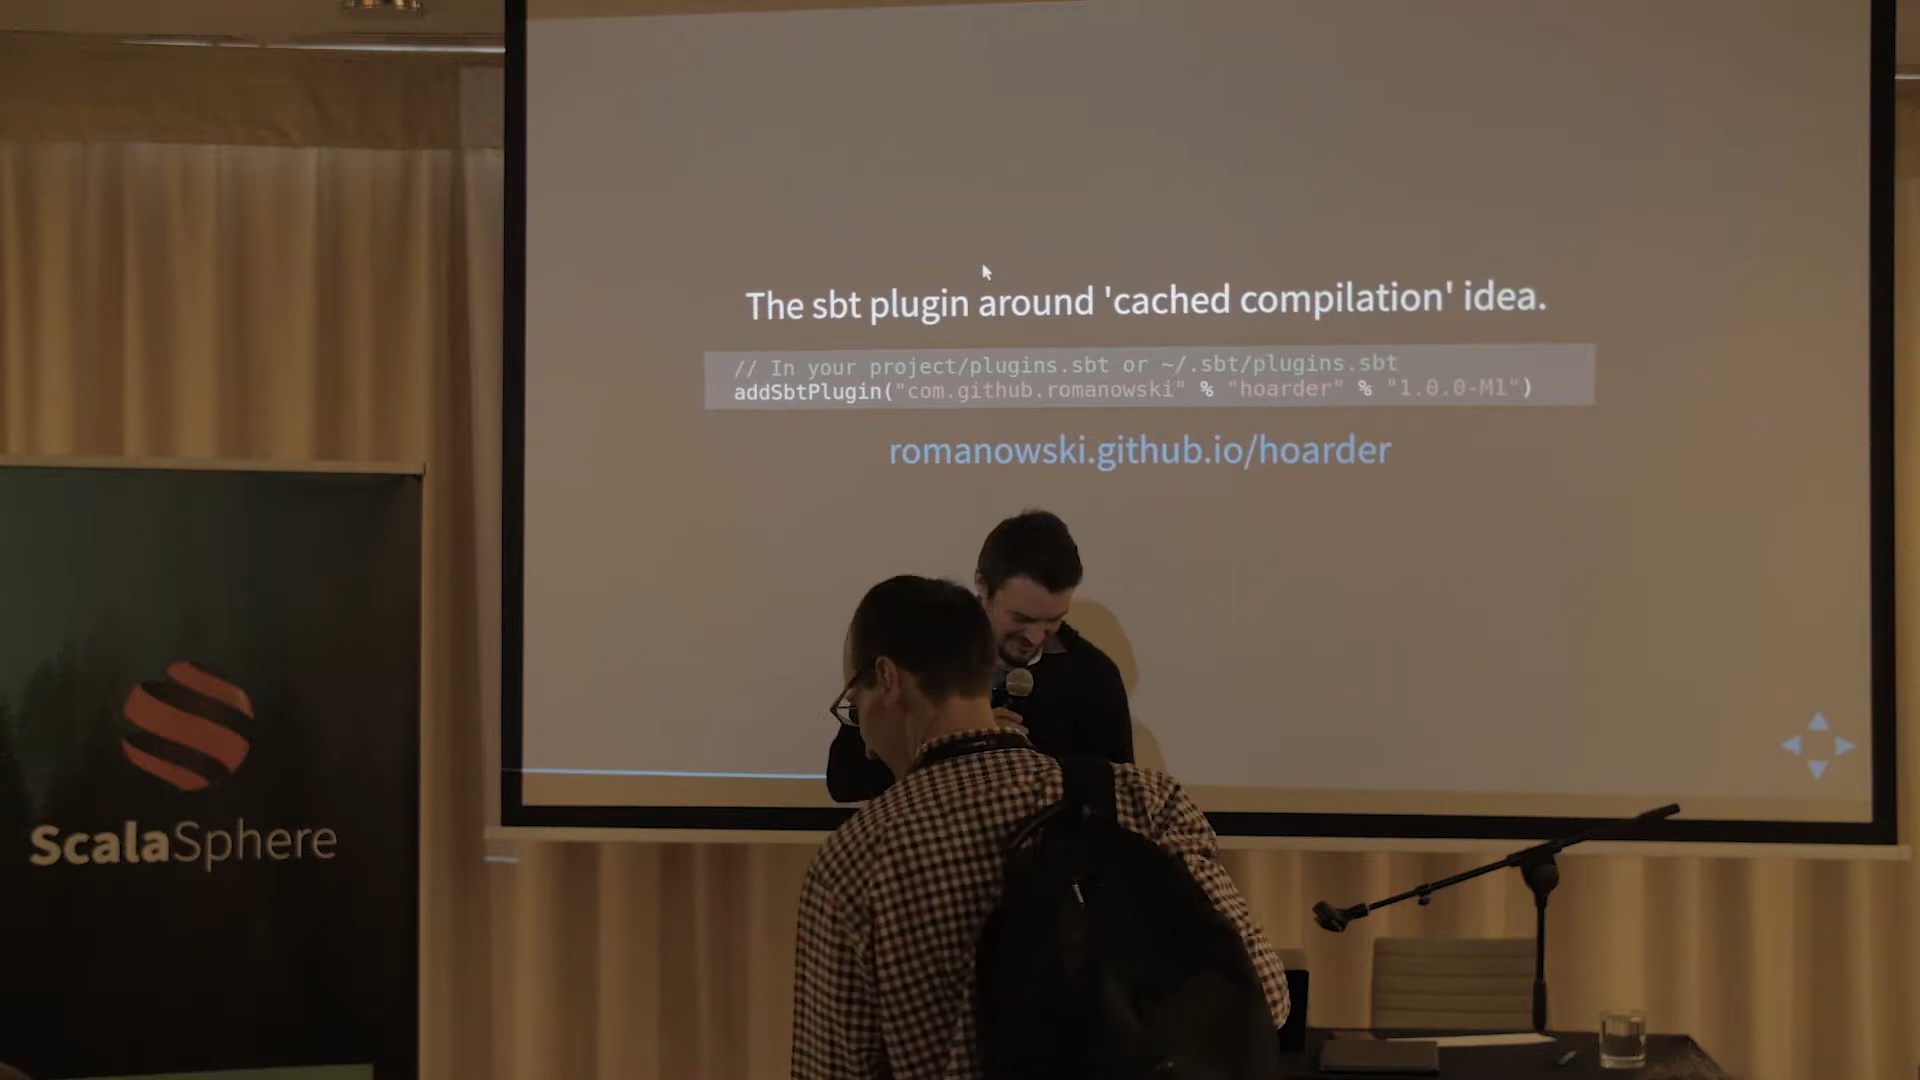 The sbt plugin around 'cached compilation' idea.
// In your project/plugins.sbt or ~/.sbt/plugins.sbt
addSbtPlugin("com.github.romanowski" % "hoarder" % "1.0.0-M1")
romanowski.github.io/hoarder
ScalaSphere